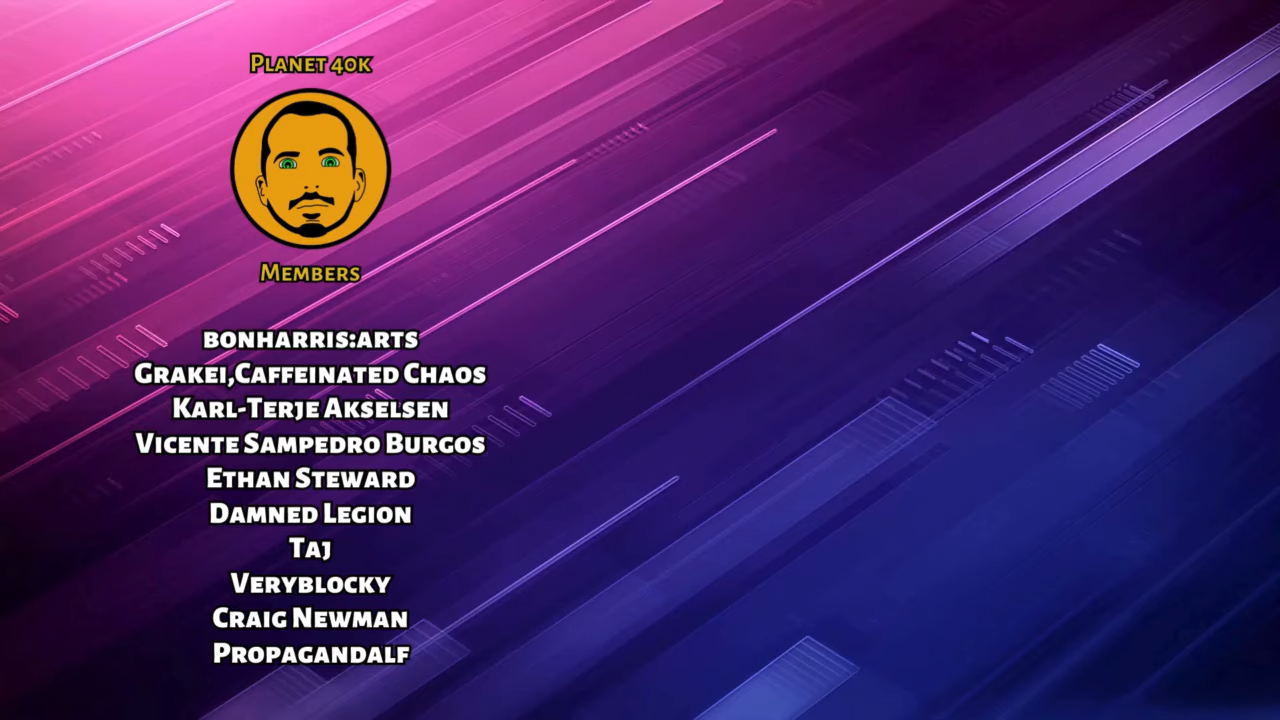 Planet 40k
Members
bonharris:arts
Grakei,Caffeinated Chaos
Karl-Terje Akselsen
Vicente Sampedro Burgos
Ethan Steward
Damned Legion
Taj
Veryblocky
Craig Newman
Propagandalf